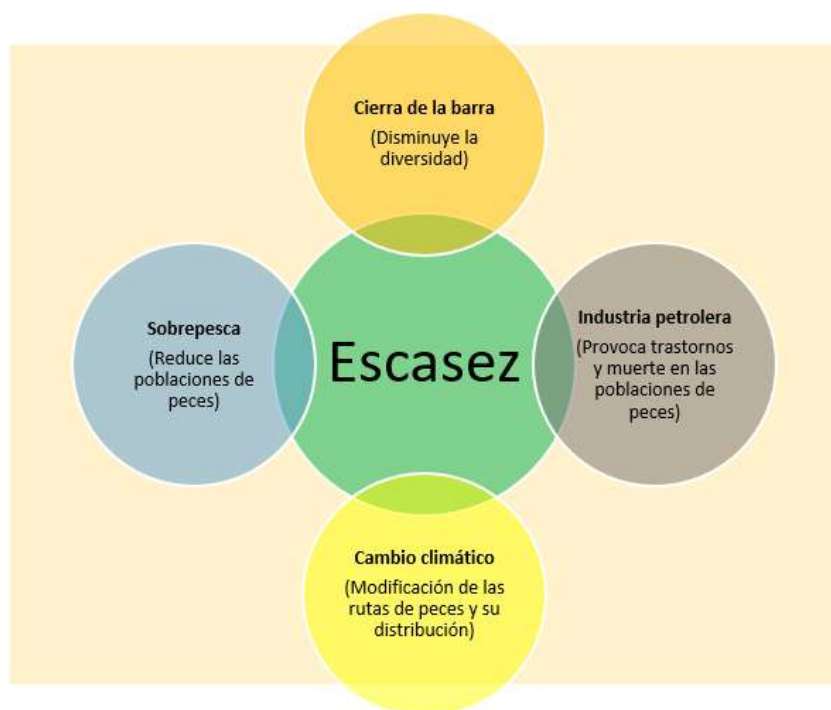 Cierra de la barra
(Disminuye la
diversidad)
Sobrepesca
(Reduce las
poblaciones de
peces)
Escasez
Industria petrolera
(Provoca trastornos
y muerte en las
poblaciones de
peces)
Cambio climático
(Modificación de las
rutas de peces y su
distribución)